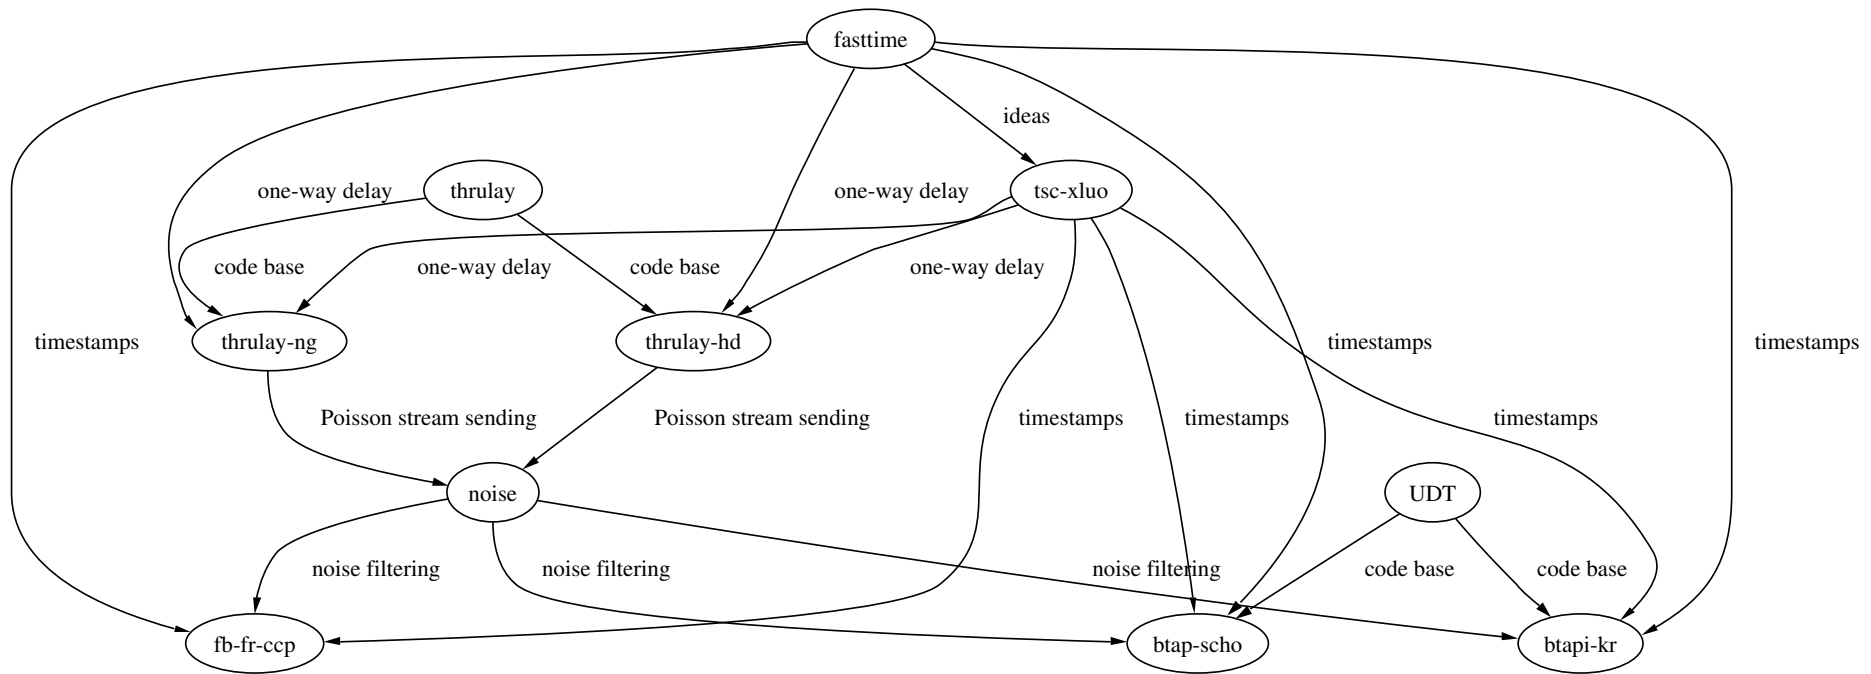 fasttime
ideas
one-way delay
thrulay
one-way delay
tsc-xluo
code base
one-way delay
code base
one-way delay
timestamps
thrulay-ng
thrulay-hd
timestamps
timestamps
Poisson stream sending
Poisson stream sending
timestamps
timestamps
timestamps
noise
UDT
noise filtering
noise filtering
noise filtering
code base
code base
fb-fr-ccp
btap-scho
btapi-kr